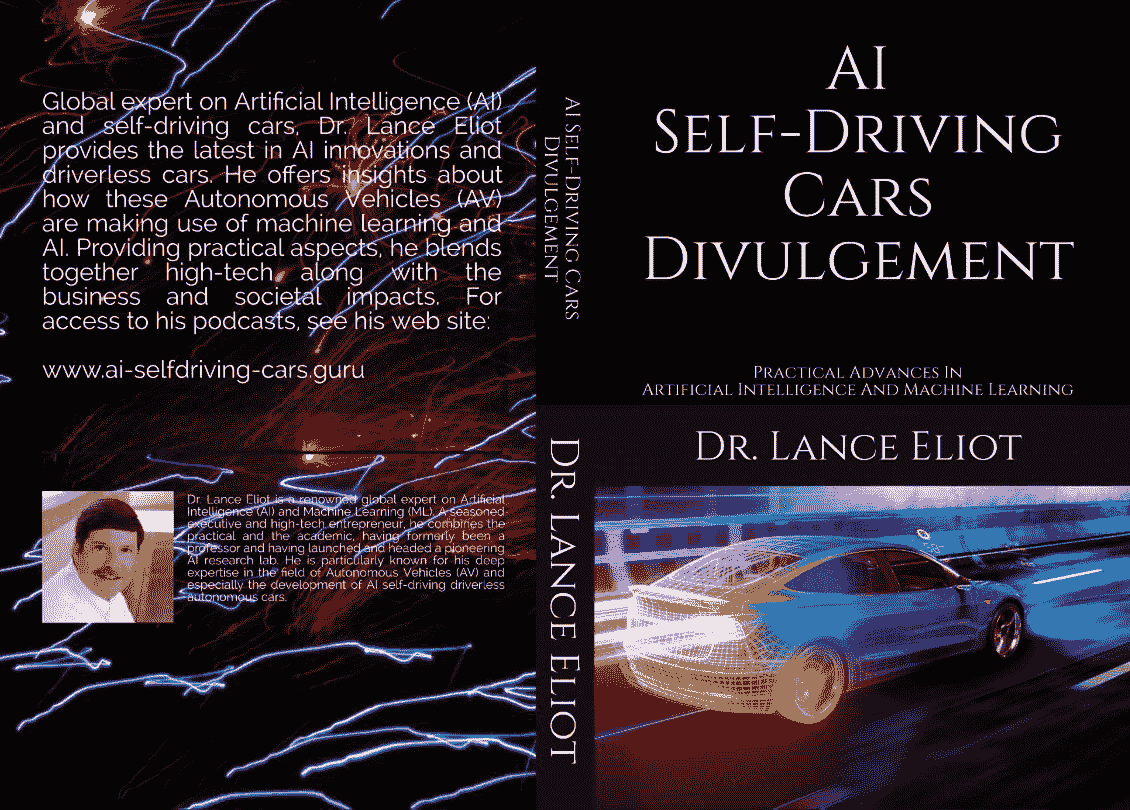 Global expert on Artificial Intelligence (AI)
and self-driving cars, Dr. Lance Eliot
provides the latest in AI innovations and
driverless cars. He offers insights about
how these Autonomous Vehicles (AV)
are making use of machine learning and
AI. Providing practical aspects, he blends
together high-tech along with the
business and societal impacts. For
access to his podcasts, see his web site:
www.ai-selfdriving-cars.guru
Dr. Lance Eliot is a renowned global expert on Artificial
Intelligence (AI) and Machine Learning (ML). A seasoned
executive and high-tech entrepreneur, he combines the
practical and the academic, having formerly been a
professor and having launched and headed a pioneering
AI research lab. He is particularly known for his deep
expertise in the field of Autonomous Vehicles (AV) and
especially the development of AI self-driving driverless
autonomous cars.
AI Self-Driving Cars
Divulgement
Dr. Lance Eliot
AI
Self-Driving
Cars
Divulgement
Practical Advances In
Artificial Intelligence And Machine Learning
Dr. Lance Eliot